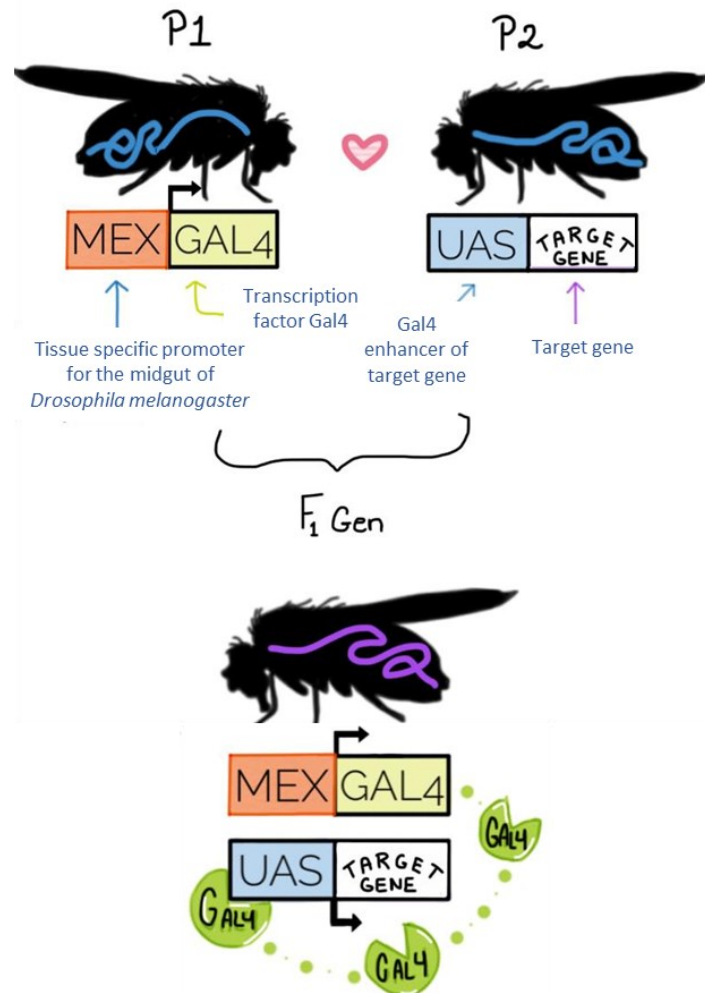 P1
P2
MEX GAL4
UAS TARGET GENE
Transcription
factor Gal4
Tissue specific promoter
for the midgut of
Drosophila melanogaster
Gal4
enhancer of
target gene
Target gene
F1 Gen
MEX GAL4
GAL4
UAS TARGET GENE
GAL4
GAL4